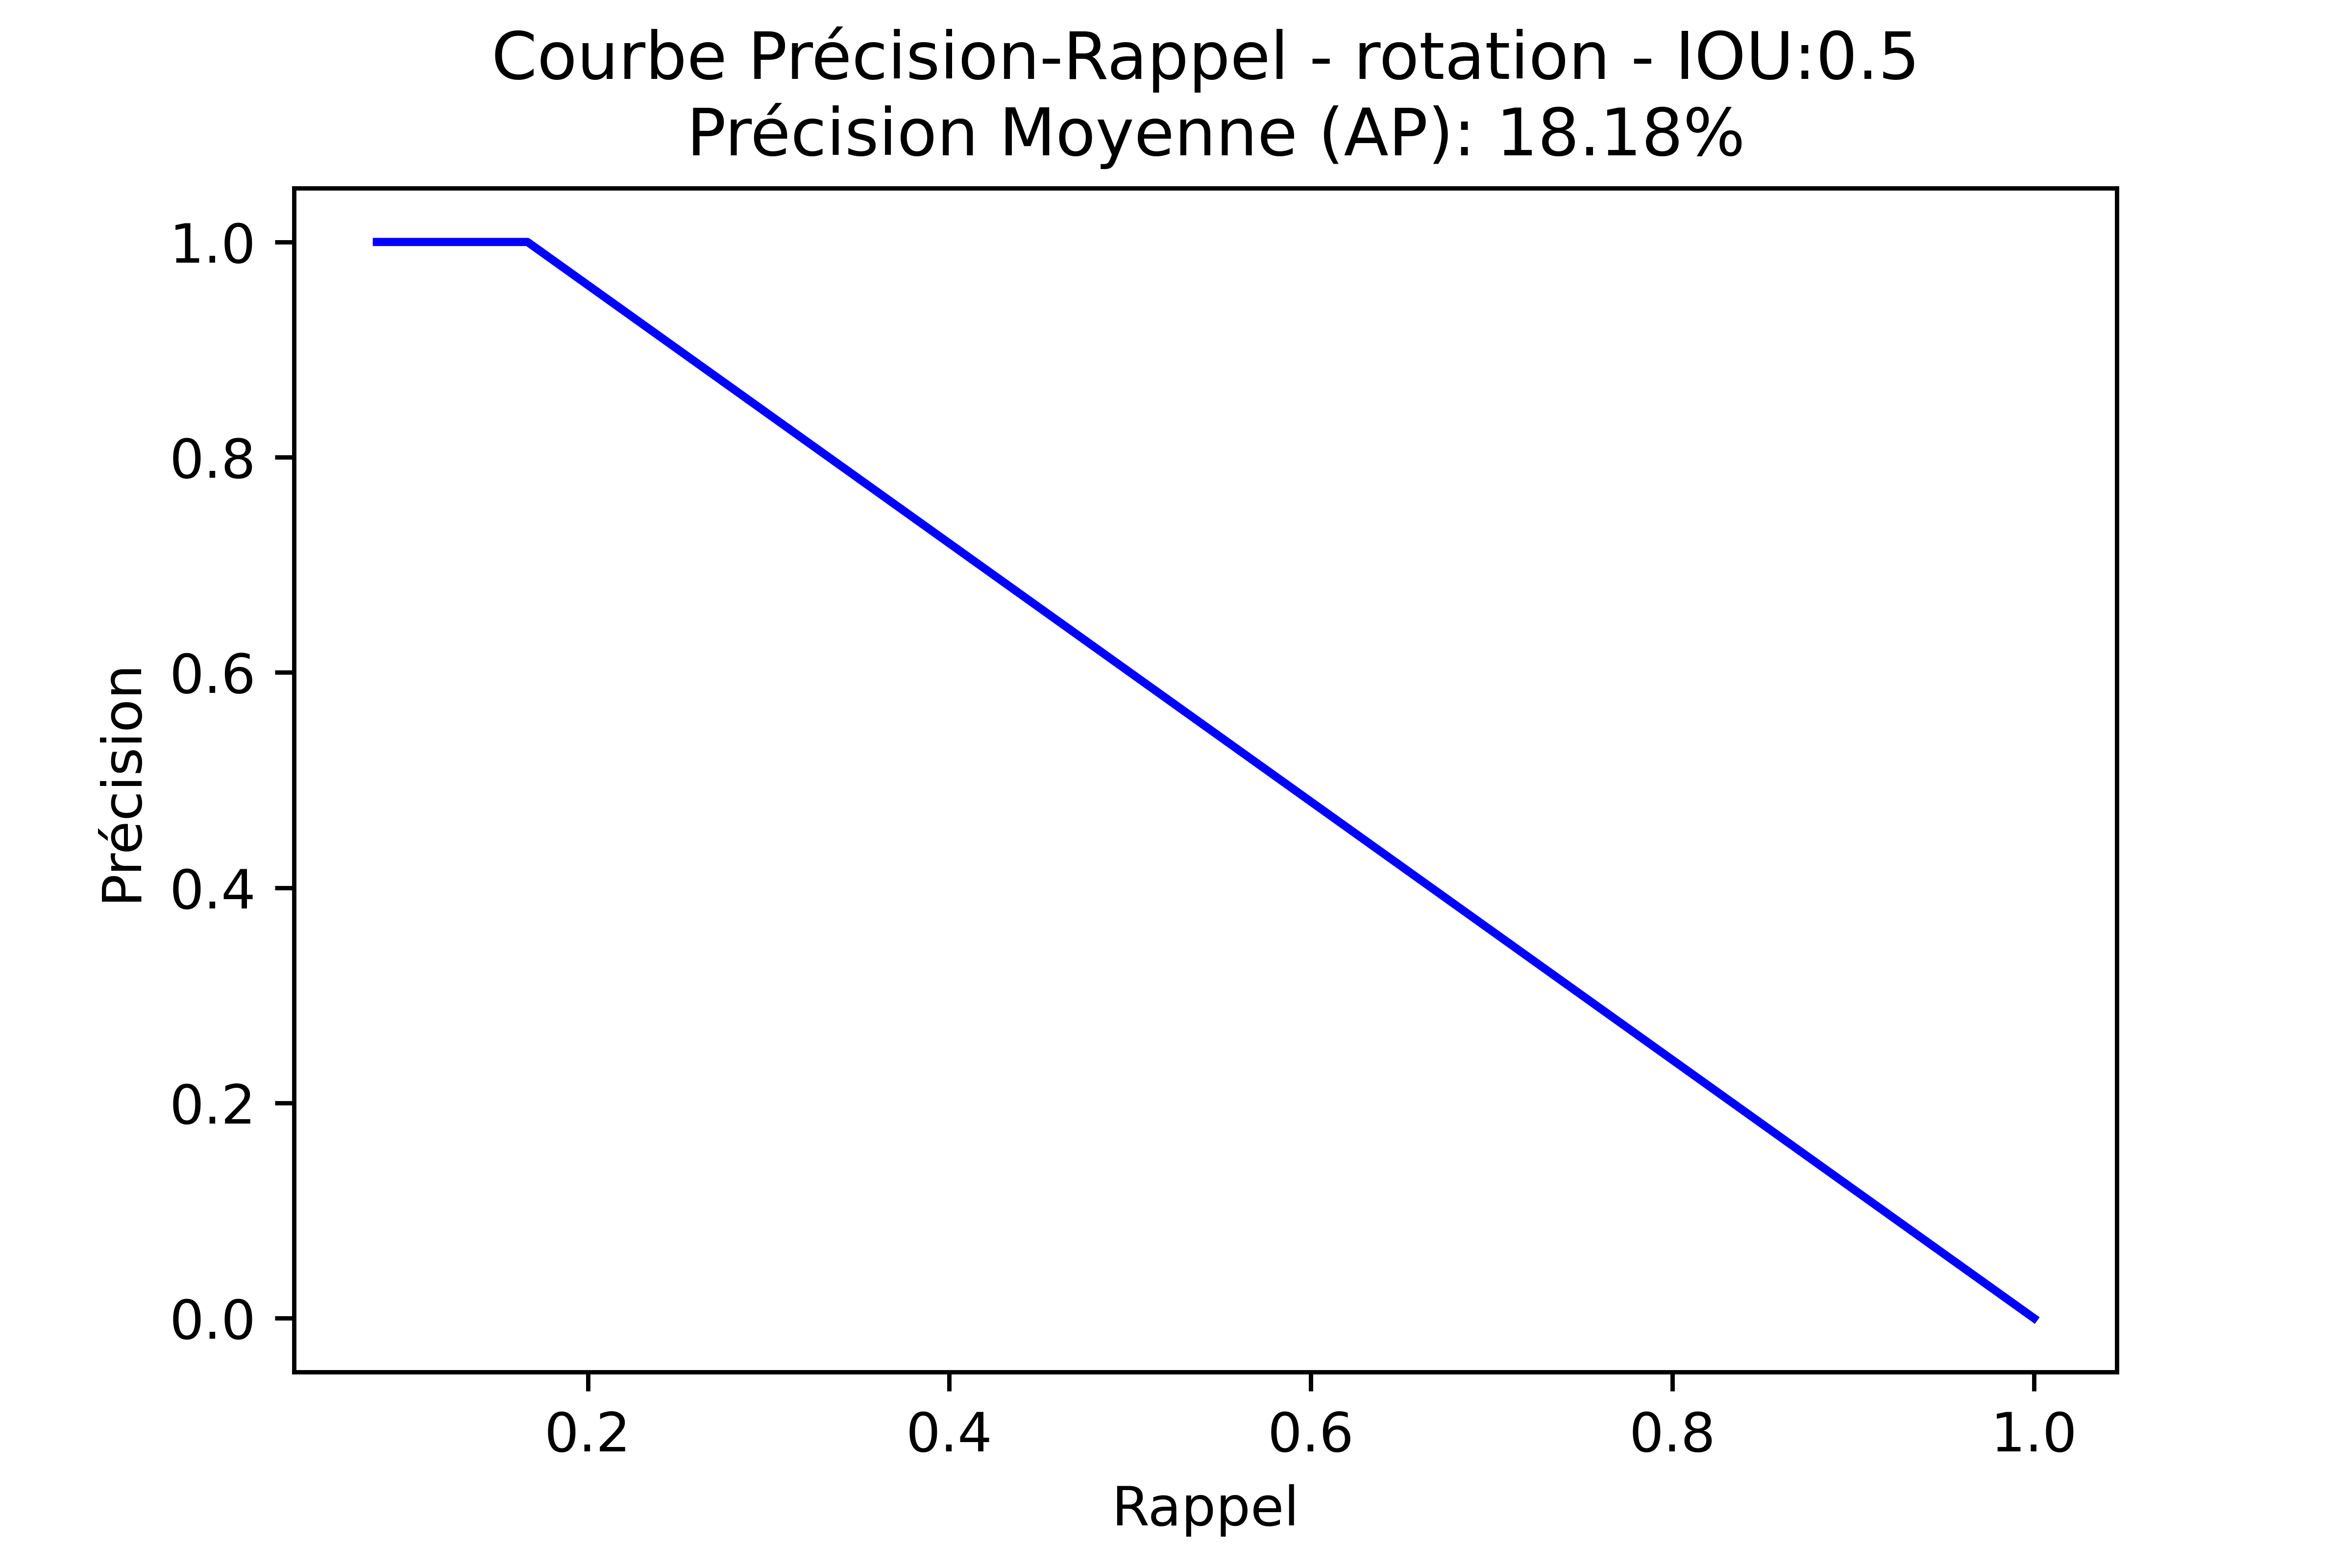 Courbe Précision-Rappel - rotation - IOU:0.5
Précision Moyenne (AP): 18.18%
1.0
0.8
0.6
0.4
0.2
0.0
Précision
0.2 0.4 0.6 0.8 1.0
Rappel